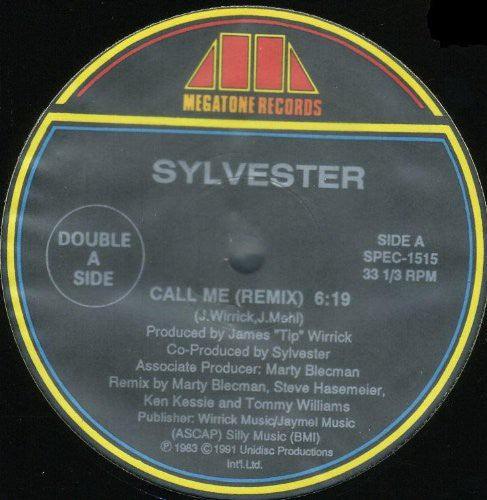 MEGATONE RECORDS
SYLVESTER
DOUBLE
A
SIDE
SIDE A
SPEC-1515
33 1/3 RPM
CALL ME (REMIX) 6:19
(J.Wirrick,J.Mehl)
Produced by James "Tip" Wirrick
Co-Produced by Sylvester
Associate Producer: Marty Blecman
Remix by Marty Blecman, Steve Hasemeier,
Ken Kessie and Tommy Williams
Publisher: Wirrick Music/Jaymel Music
(ASCAP) Silly Music (BMI)
℗ 1983 © 1991 Unidisc Productions
Int'l.Ltd.